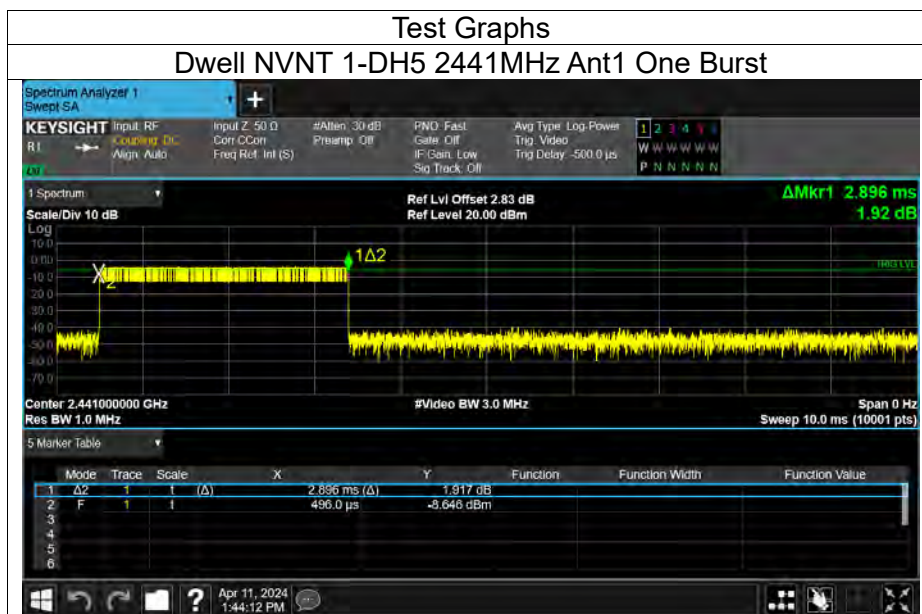 Test Graphs
Dwell NVNT 1-DH5 2441MHz Ant1 One Burst
Spectrum Analyzer 1
Swept SA
+
KEYSIGHT Input: RF Input Z: 50 Ω #Atten: 30 dB PNO: Fast Avg Type: Log-Power 1 2 3 4 5 6
Coupling: DC Corr CCorr Preamp: Off Gate: Off Trig: Video W W W W W W
Align: Auto Freq Ref: Int (S) IF Gain: Low Trig Delay: -500.0 µs P N N N N N
Sig Track: Off
1 Spectrum
Ref Lvl Offset 2.83 dB ΔMkr1 2.896 ms
Scale/Div 10 dB Ref Level 20.00 dBm 1.92 dB
Log
10.0
0.00
1Δ2
TRIG LVL
-10.0
X2
-20.0
-30.0
-40.0
-50.0
-60.0
-70.0
Center 2.441000000 GHz #Video BW 3.0 MHz Span 0 Hz
Res BW 1.0 MHz Sweep 10.0 ms (10001 pts)
5 Marker Table
Mode Trace Scale X Y Function Function Width Function Value
1 Δ2 1 t (Δ) 2.896 ms (Δ) 1.917 dB
2 F 1 t 496.0 µs -8.646 dBm
3
4
5
6
? Apr 11, 2024
1:44:12 PM